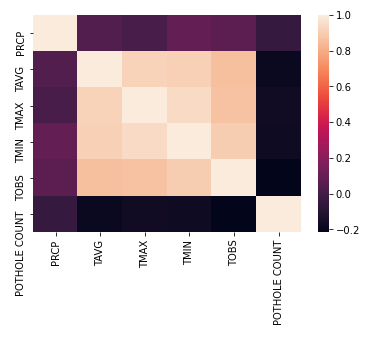 PRCP
TAVG
TMAX
TMIN
TOBS
POTHOLE COUNT
PRCP
TAVG
TMAX
TMIN
TOBS
POTHOLE COUNT
1.0
0.8
0.6
0.4
0.2
0.0
−0.2